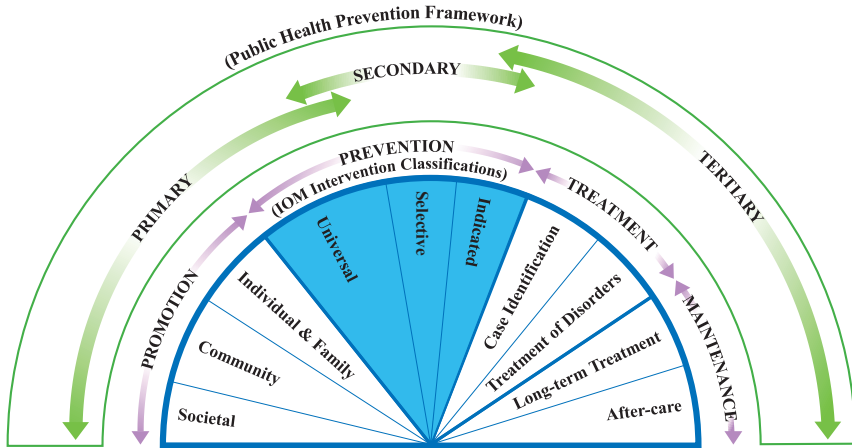 (Public Health Prevention Framework)
SECONDARY
PRIMARY
TERTIARY
PREVENTION
(IOM Intervention Classifications)
PROMOTION
TREATMENT
MAINTENANCE
Societal
Community
Individual & Family
Universal
Selective
Indicated
Case Identification
Treatment of Disorders
Long-term Treatment
After-care